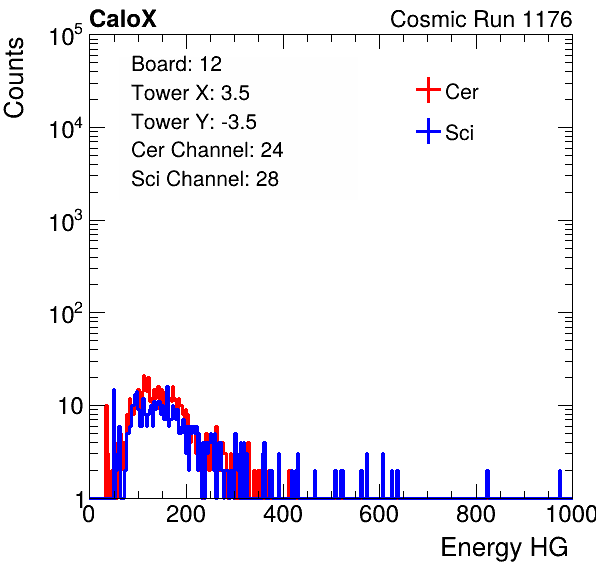 CaloX Cosmic Run 1176
Counts
10^5
10^4
10^3
10^2
10
1
Board: 12
Tower X: 3.5
Tower Y: -3.5
Cer Channel: 24
Sci Channel: 28
Cer
Sci
0 200 400 600 800 1000
Energy HG